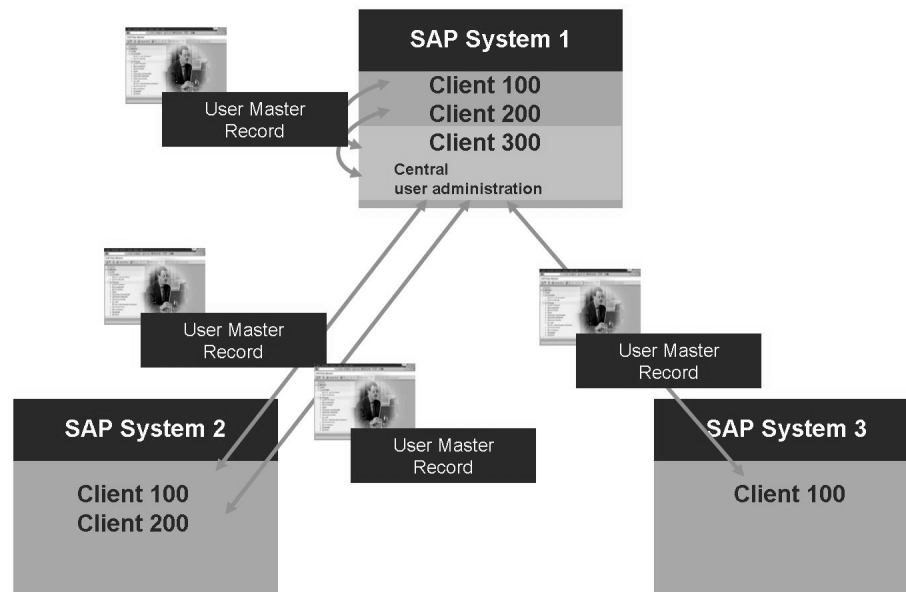 SAP System 1
Client 100
Client 200
Client 300
Central
user administration
User Master
Record
User Master
Record
User Master
Record
User Master
Record
SAP System 2
Client 100
Client 200
SAP System 3
Client 100